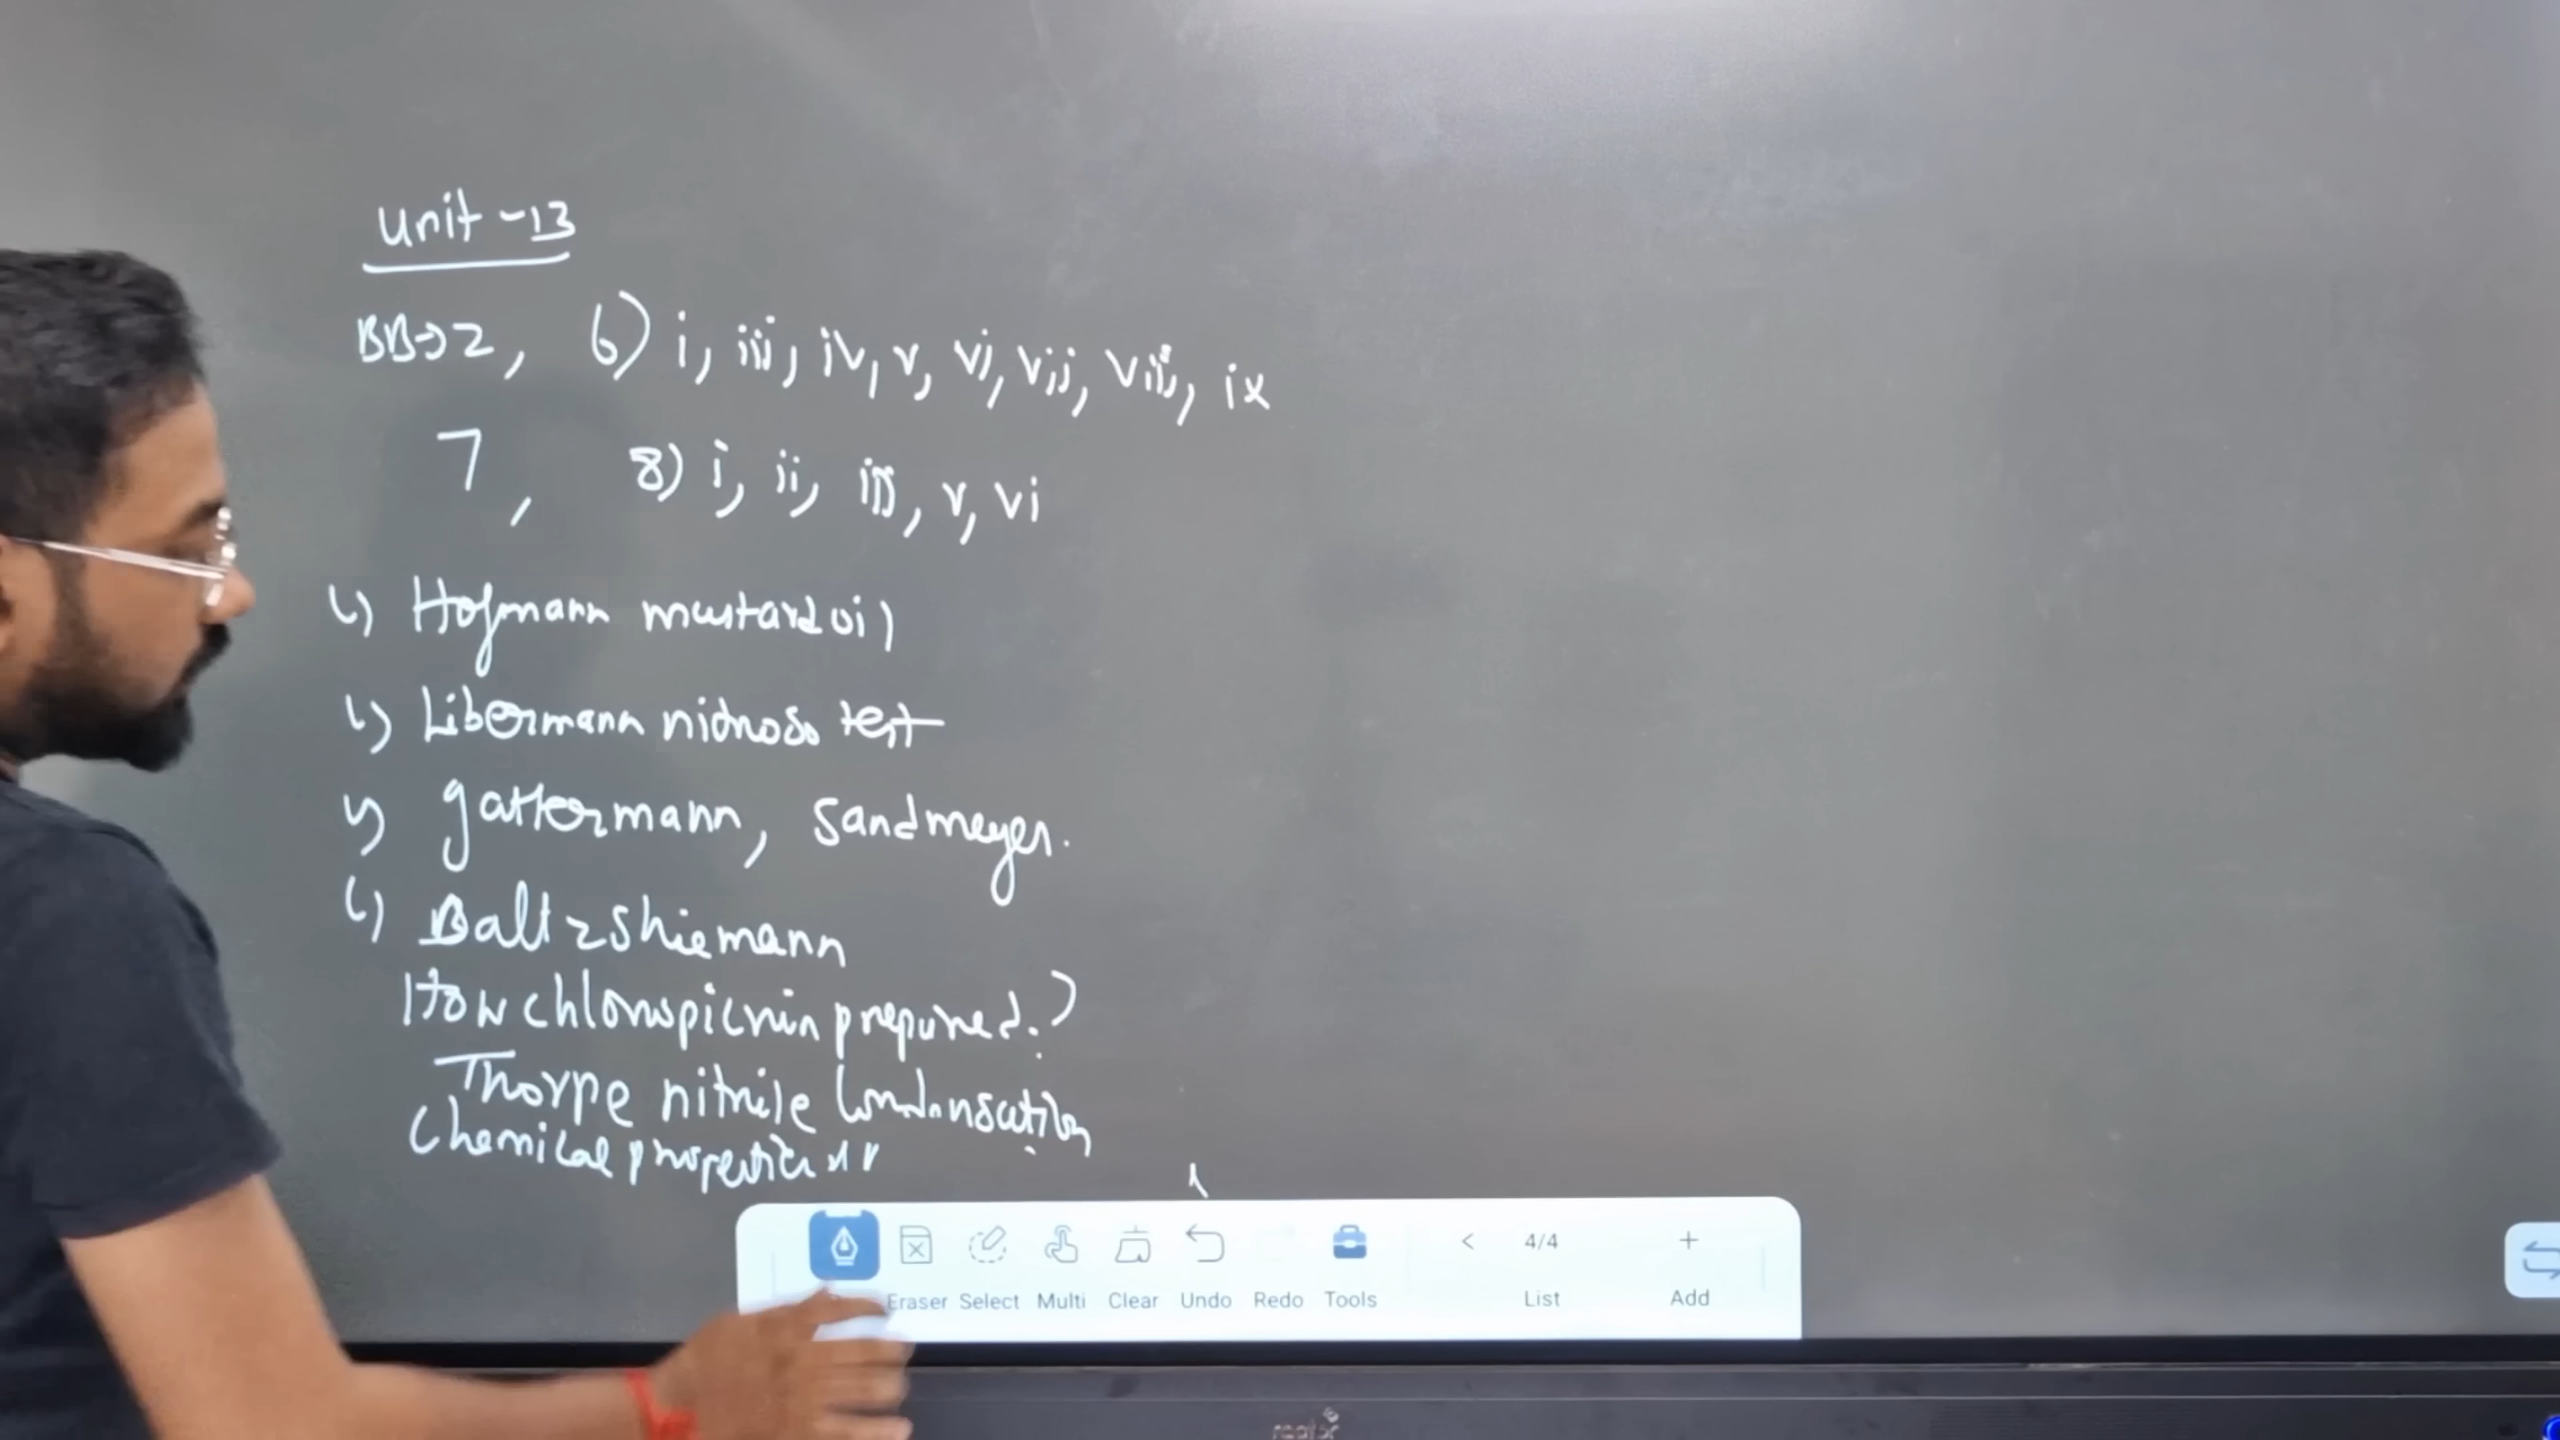 Unit - 13
BB→2, 6) i, iii, iv, v, vi, vii, viii, ix
7, 8) i, ii, iii, v, vi
Hofmann mustard oil
Libermann nitroso test
gattermann, Sandmeyer.
Baltzshiemann
How chloropicrin prepared.?
Thorpe nitrile Condensation
Chemical properties
Eraser Select Multi Clear Undo Redo Tools < 4/4 List + Add